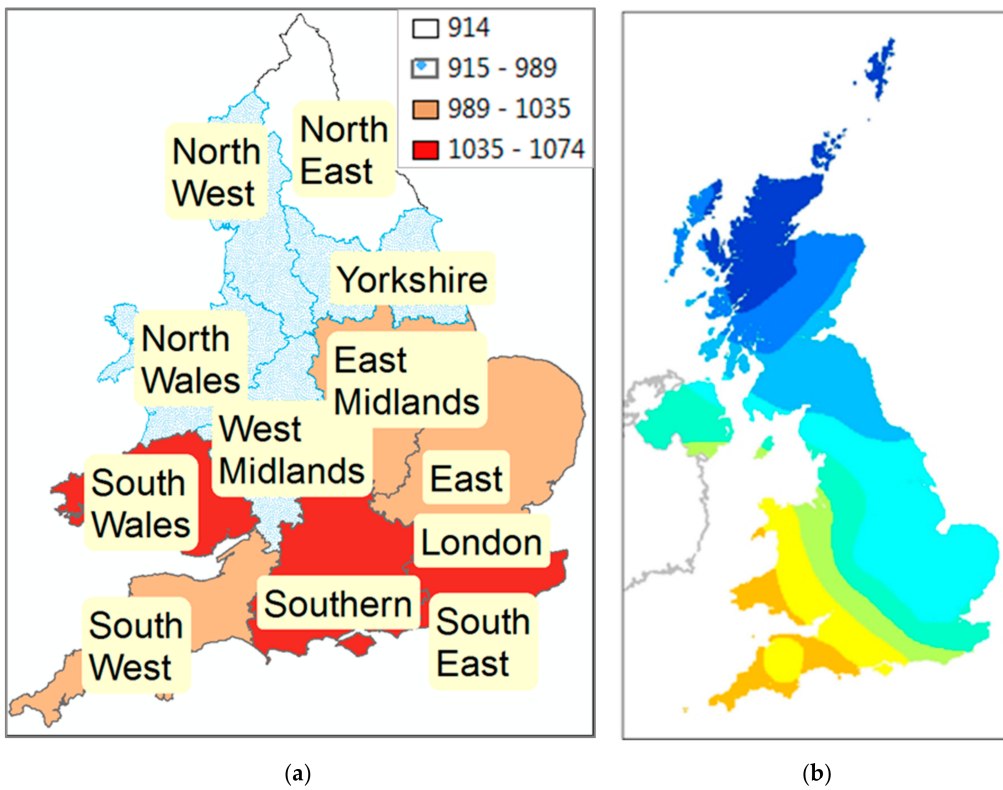 914
915 - 989
989 - 1035
1035 - 1074
North
East
North
West
Yorkshire
North
Wales
East
Midlands
West
Midlands
South
Wales
East
London
Southern
South
West
South
East
(a)
(b)